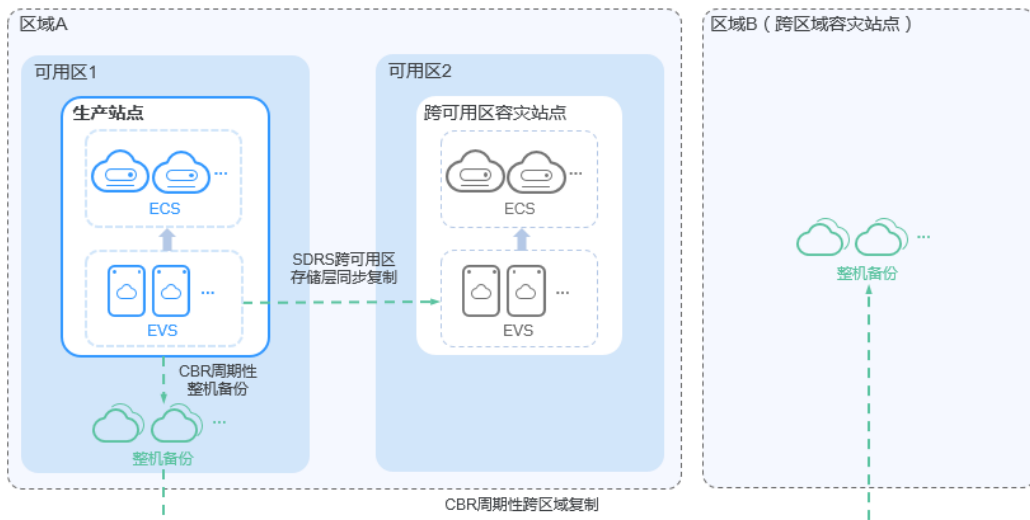 区域A
可用区1
生产站点
...
ECS
...
EVS
CBR周期性
整机备份
...
整机备份
SDRS跨可用区
存储层同步复制
可用区2
跨可用区容灾站点
...
ECS
...
EVS
CBR周期性跨区域复制
区域B（跨区域容灾站点）
...
整机备份